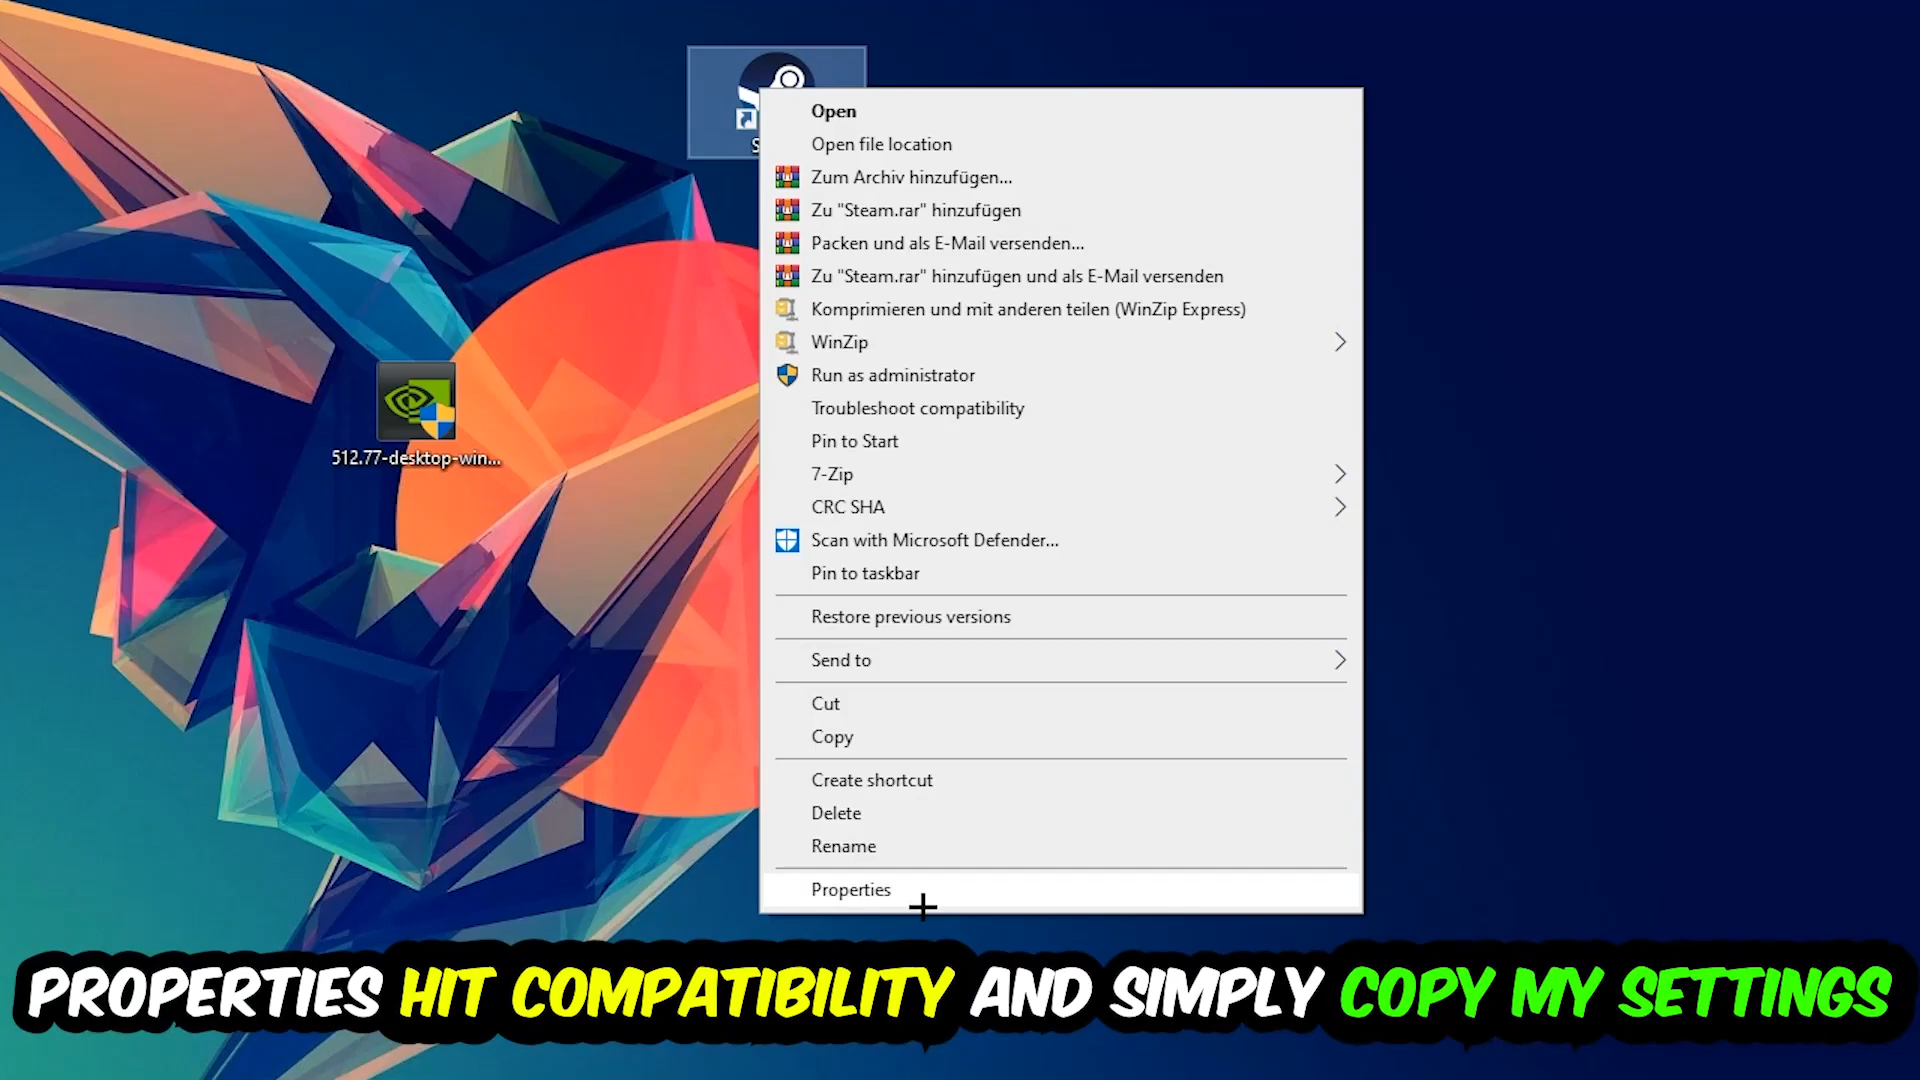 Open
Open file location
Zum Archiv hinzufügen...
Zu "Steam.rar" hinzufügen
Packen und als E-Mail versenden...
Zu "Steam.rar" hinzufügen und als E-Mail versenden
Komprimieren und mit anderen teilen (WinZip Express)
WinZip
Run as administrator
Troubleshoot compatibility
Pin to Start
7-Zip
CRC SHA
Scan with Microsoft Defender...
Pin to taskbar
Restore previous versions
Send to
Cut
Copy
Create shortcut
Delete
Rename
Properties
512.77-desktop-win...
PROPERTIES HIT COMPATIBILITY AND SIMPLY COPY MY SETTINGS